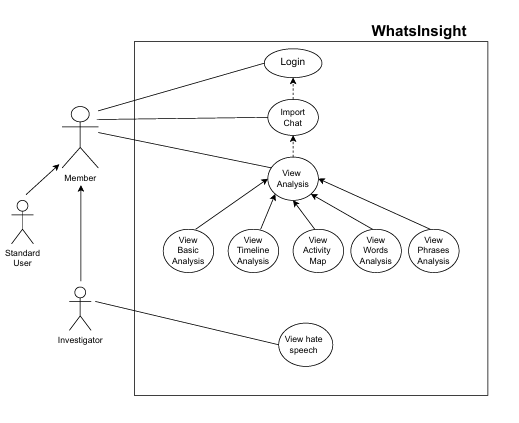 WhatsInsight
Login
Import
Chat
Member
View
Analysis
View
Basic
Analysis
View
Timeline
Analysis
View
Activity
Map
View
Words
Analysis
View
Phrases
Analysis
Standard
User
Investigator
View hate
speech